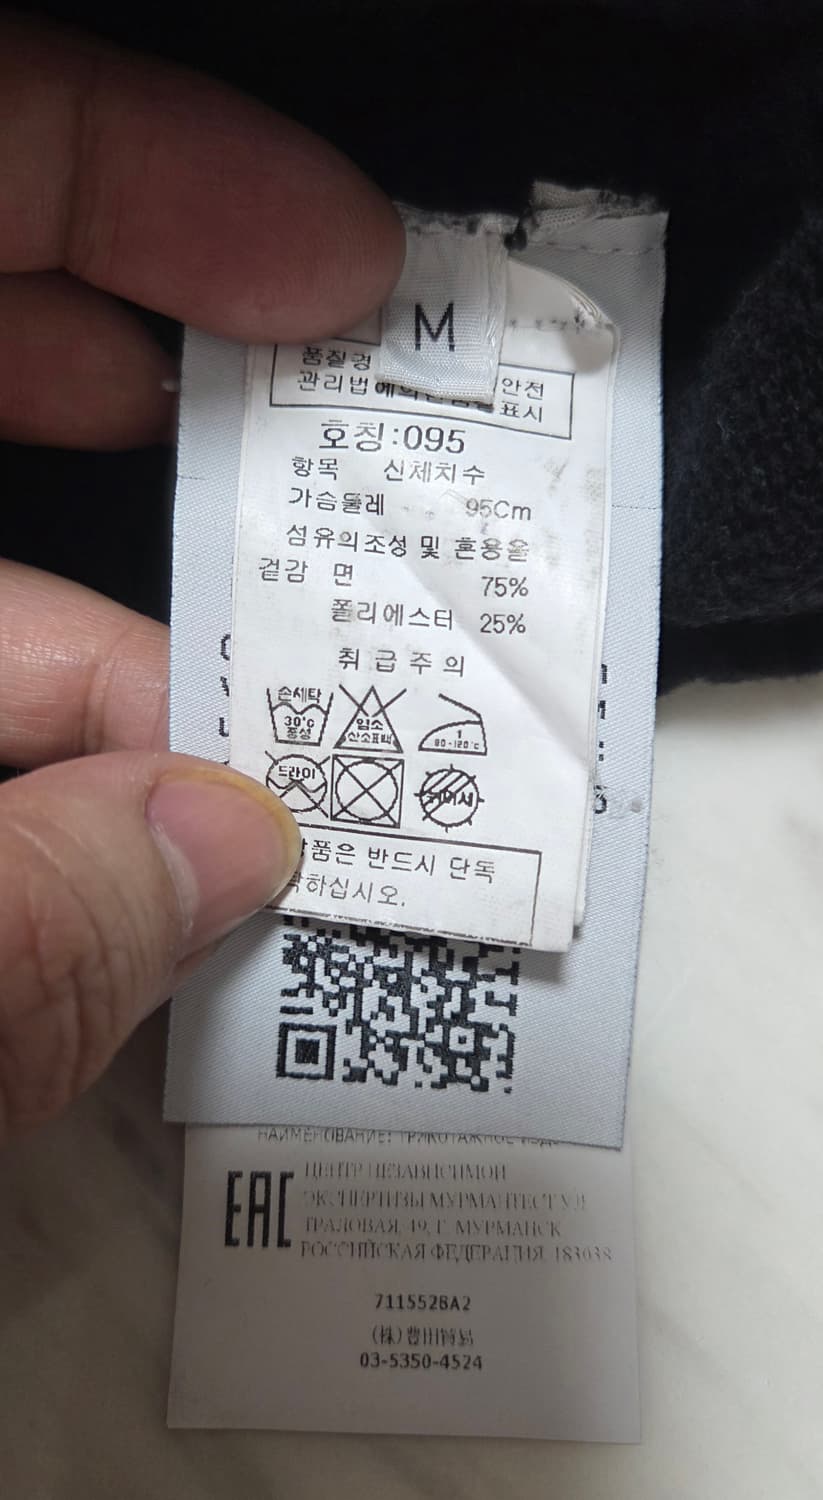 M
품질경
안전
관리법에의
표시
호칭:095
항목 신체치수
가슴둘레 95Cm
섬유의조성 및 혼용율
겉감 면 75%
폴리에스터 25%
취급주의
손세탁
30℃
중성
염소
산소표백
1
80-120℃
드라이
품은 반드시 단독
하십시오.
НАИМЕНОВАНИЕ: ТРИКОТАЖНОЕ
EAC
ЦЕНТР НЕЗАВИСИМОЙ
ЭКСПЕРТИЗЫ МУРМАНТЕСТ УЛ
ТРАЛОВАЯ, 49, Г. МУРМАНСК
РОССИЙСКАЯ ФЕДЕРАЦИЯ, 183038
711552BA2
(株)豊田貿易
03-5350-4524